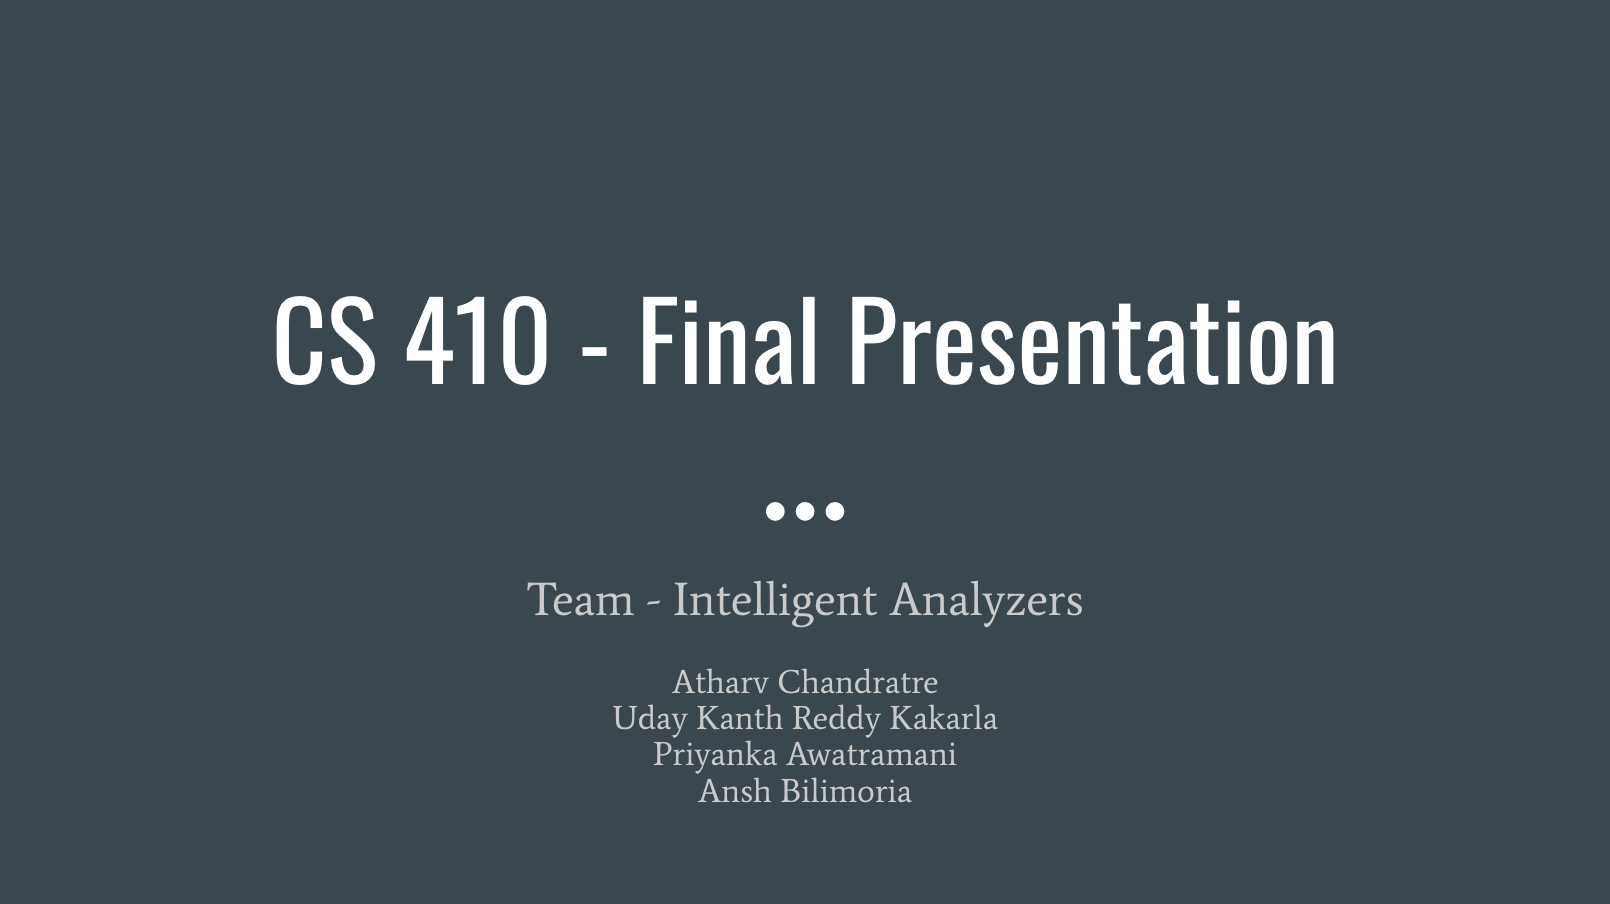 CS 410 - Final Presentation
Team - Intelligent Analyzers
Atharv Chandratre
Uday Kanth Reddy Kakarla
Priyanka Awatramani
Ansh Bilimoria